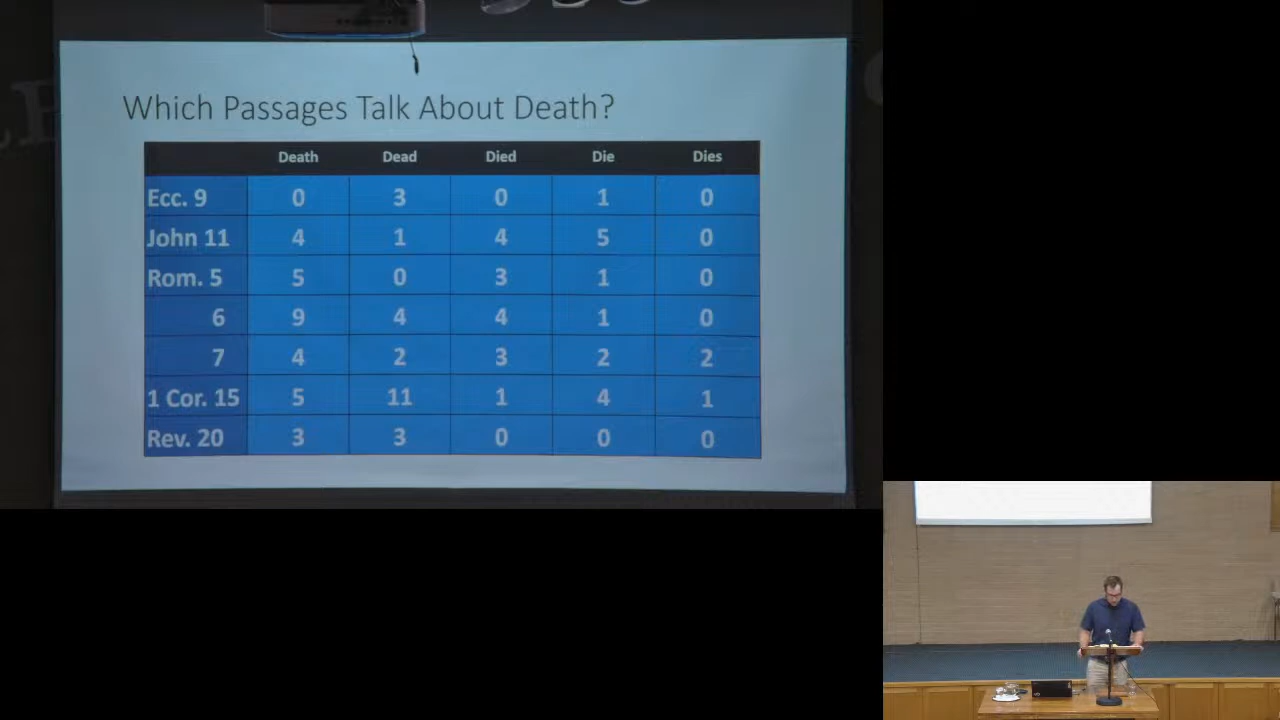 Which Passages Talk About Death?
Death Dead Died Die Dies
Ecc. 9 0 3 0 1 0
John 11 4 1 4 5 0
Rom. 5 5 0 3 1 0
6 9 4 4 1 0
7 4 2 3 2 2
1 Cor. 15 5 11 1 4 1
Rev. 20 3 3 0 0 0